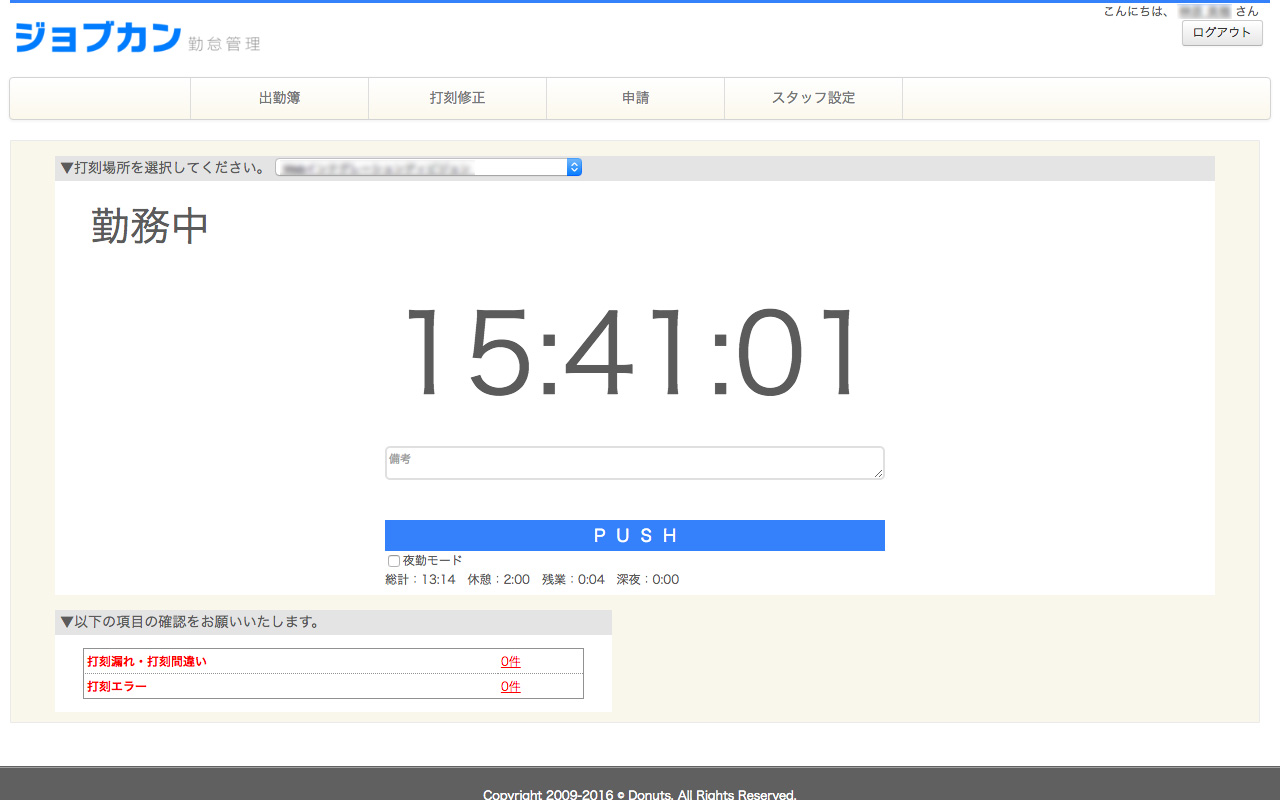 こんにちは、 さん
ジョブカン 勤怠管理
ログアウト
出勤簿 打刻修正 申請 スタッフ設定
▼打刻場所を選択してください。
勤務中
15:41:01
備考
PUSH
夜勤モード
総計：13:14 休憩：2:00 残業：0:04 深夜：0:00
▼以下の項目の確認をお願いいたします。
打刻漏れ・打刻間違い 0件
打刻エラー 0件
Copyright 2009-2016 © Donuts. All Rights Reserved.